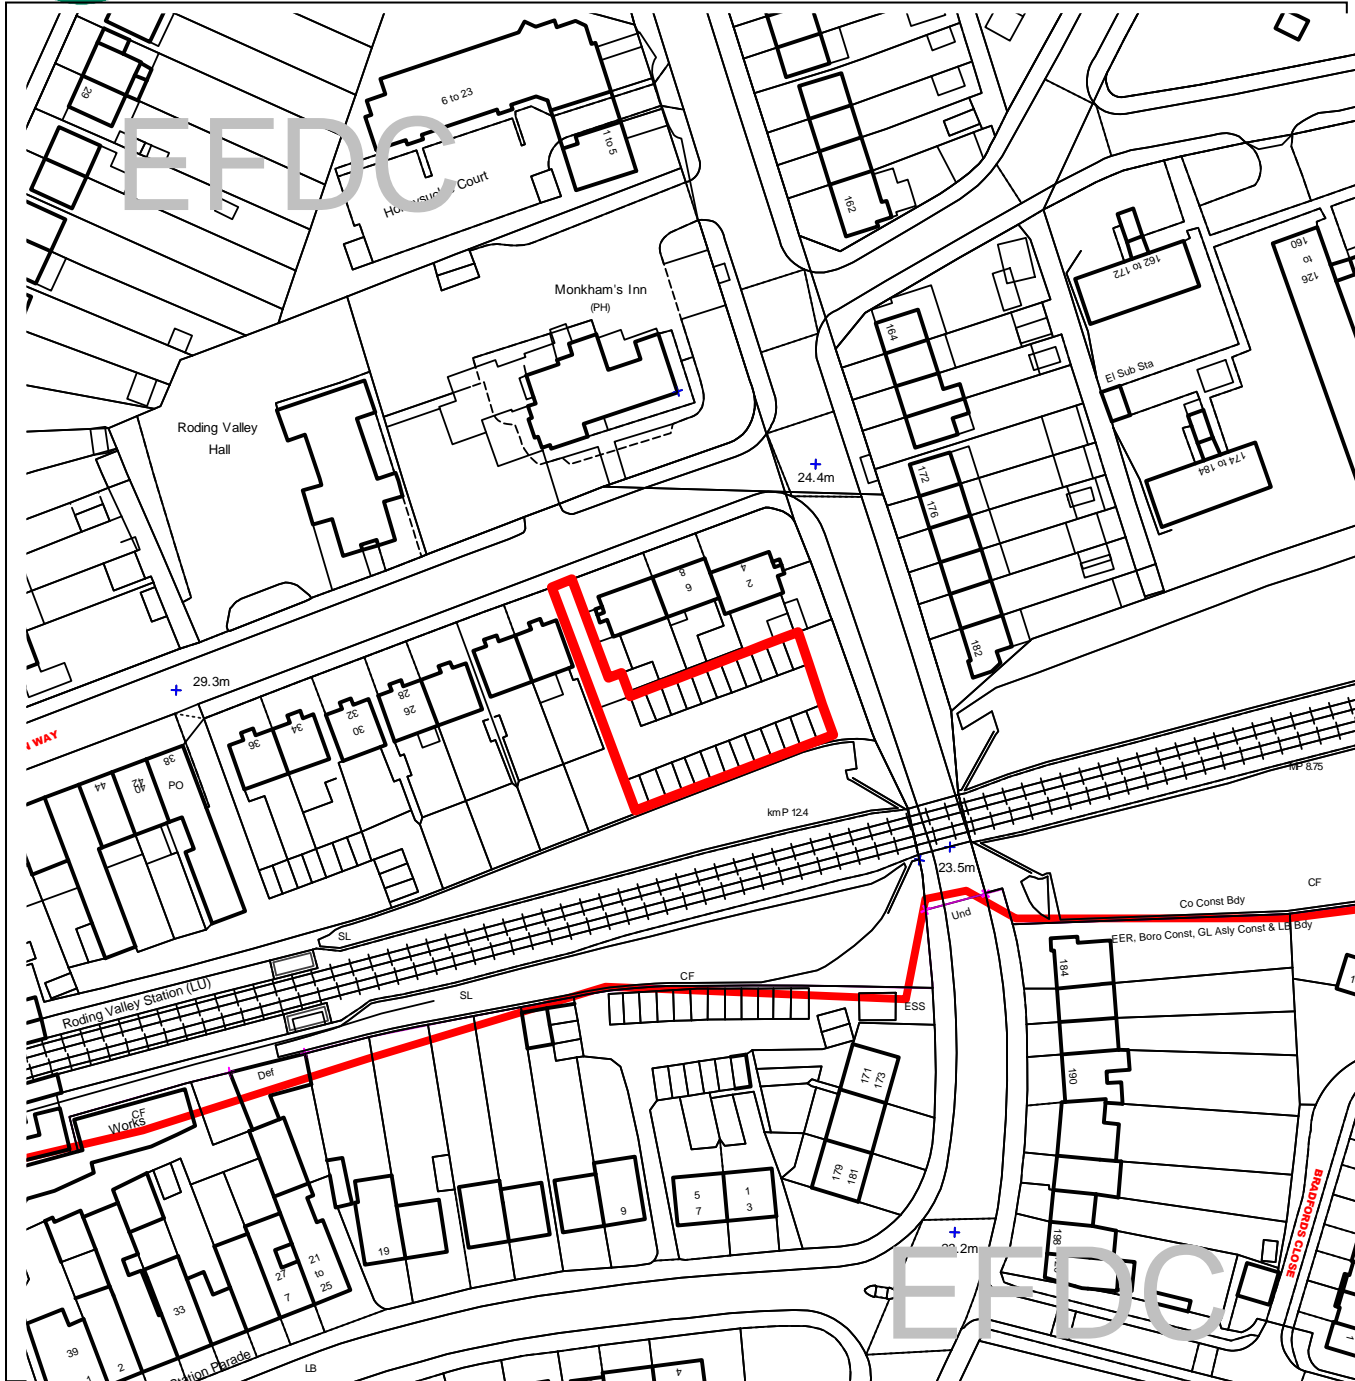 29
6 to 23
1 to 5
EFDC
Court
162
162 to 172
160
to
126
Monkham's Inn
(PH)
164
El Sub Sta
Roding Valley
Hall
174 to 184
172
176
24.4m
8
6
4
2
182
29.3m
WAY
36
34
32
30
28
26
38
40
42
44
PO
MP 8.75
kmP 12.4
23.5m
CF
Co Const Bdy
Und
EER, Boro Const, GL Asly Const & LB Bdy
SL
184
CF
Roding Valley Station (LU)
SL
ESS
Def
171
173
190
CF
Works
179
181
5
7
1
3
9
BRADFORDS CLOSE
19
21
to
25
27
7
198
EFDC
33
39
1
2
Station Parade
LB
4